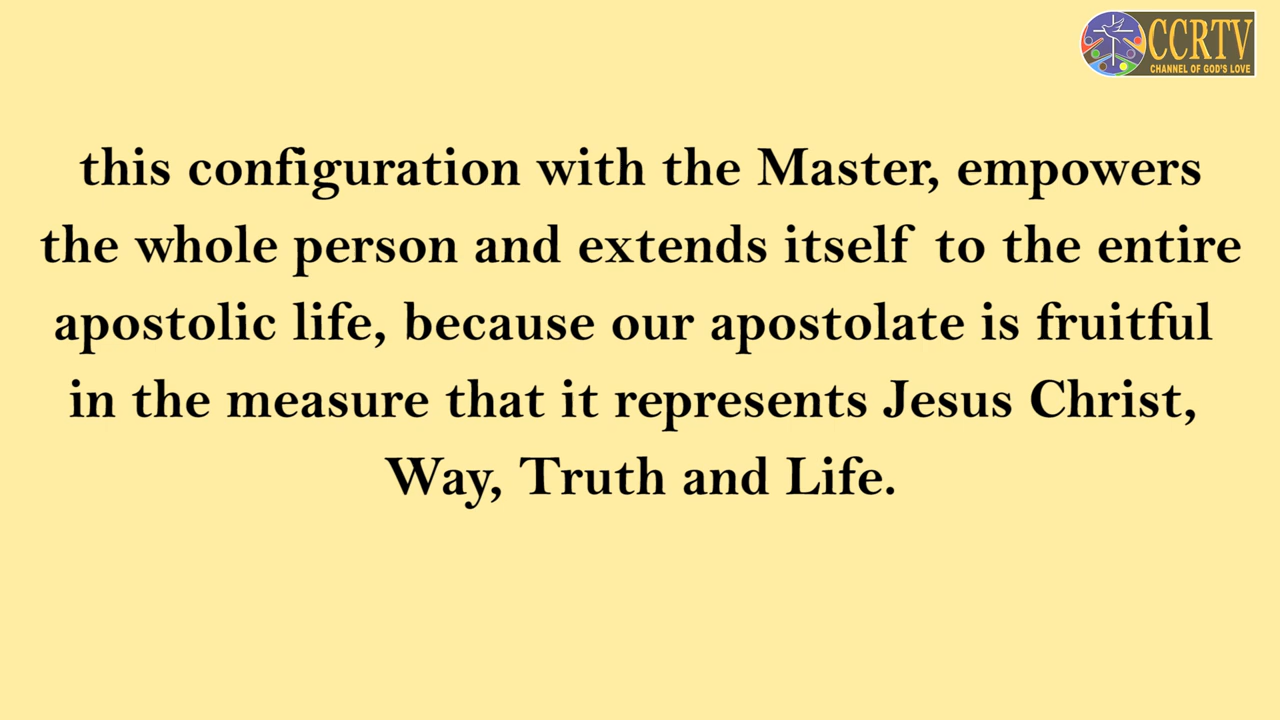 CCRTV
CHANNEL OF GOD'S LOVE
this configuration with the Master, empowers
the whole person and extends itself to the entire
apostolic life, because our apostolate is fruitful
in the measure that it represents Jesus Christ,
Way, Truth and Life.